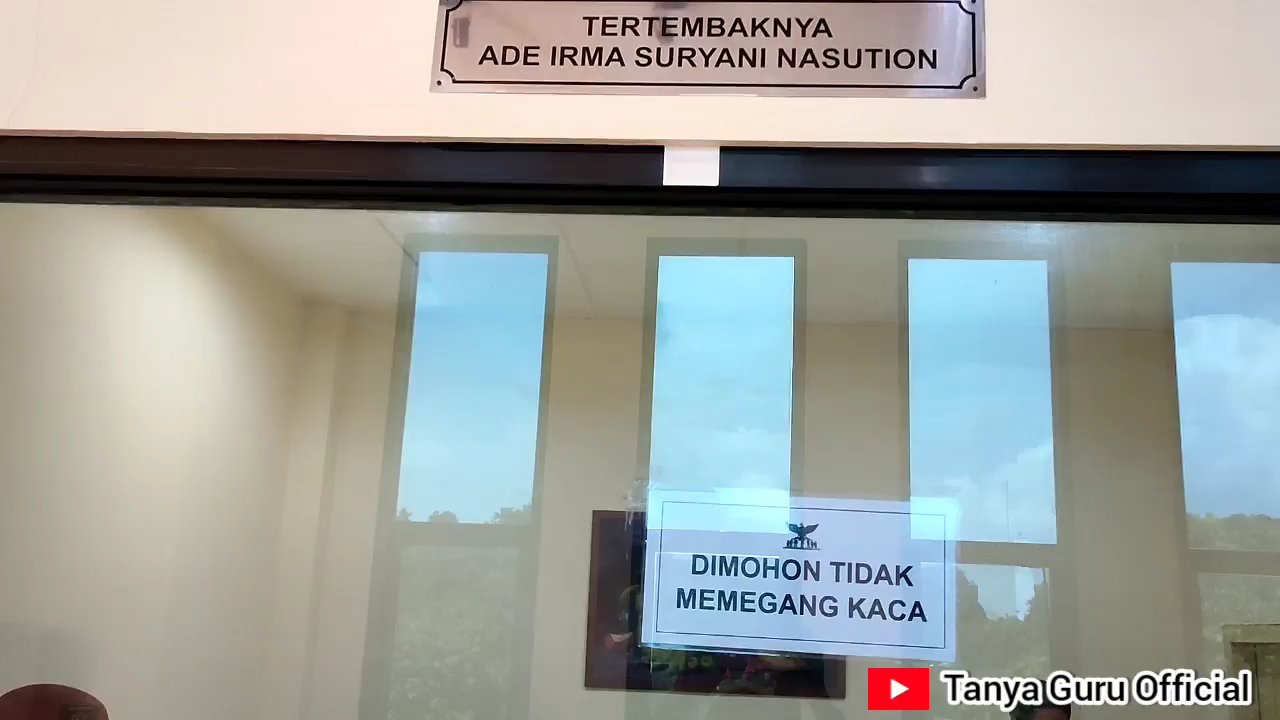 TERTEMBAKNYA
ADE IRMA SURYANI NASUTION
DIMOHON TIDAK
MEMEGANG KACA
Tanya Guru Official